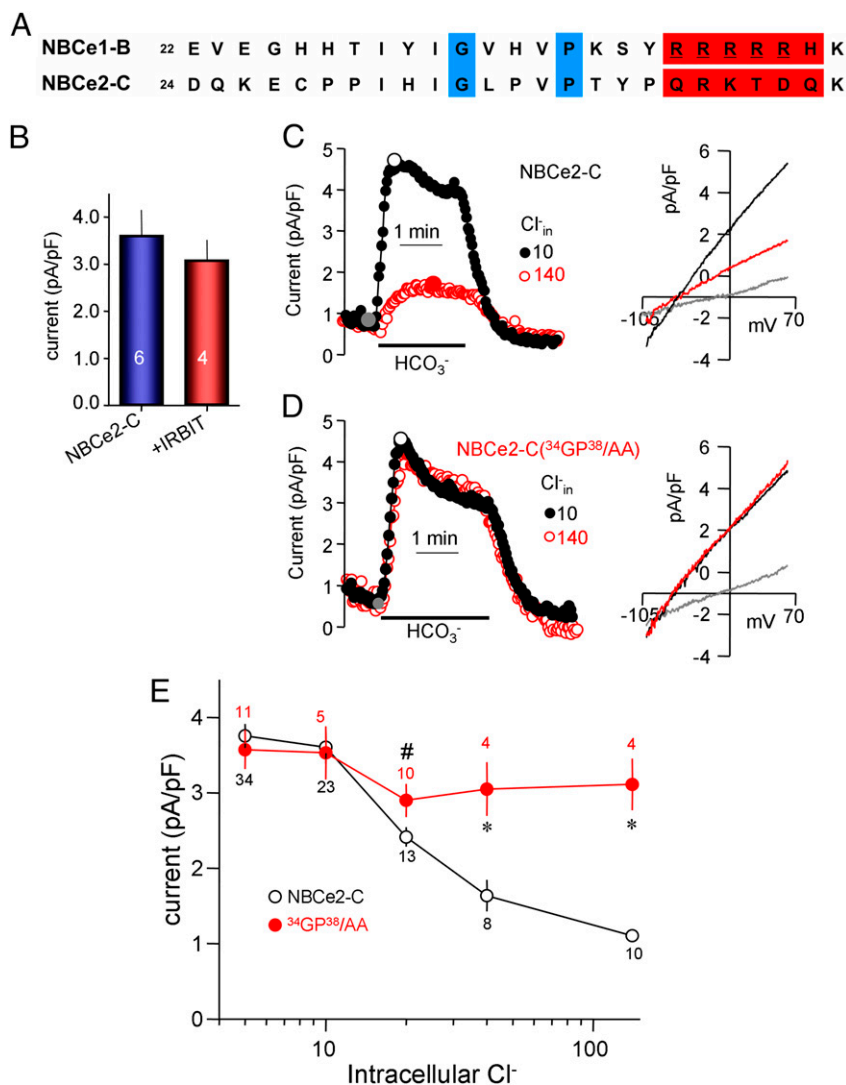 A
NBCe1-B 22 E V E G H H T I Y I G V H V P K S Y R R R R R H K
NBCe2-C 24 D Q K E C P P I H I G L P V P T Y P Q R K T D Q K
B
current (pA/pF)
4.0
3.0
2.0
1.0
0.0
6
4
NBCe2-C
+IRBIT
C
Current (pA/pF)
5
4
3
2
1
0
NBCe2-C
1 min
Cl-in
10
140
HCO3-
pA/pF
6
4
2
0
-2
-4
-105
mV
70
D
Current (pA/pF)
5
4
3
2
1
0
NBCe2-C(34GP38/AA)
Cl-in
10
140
1 min
HCO3-
pA/pF
6
4
2
0
-2
-4
-105
mV
70
E
current (pA/pF)
4
3
2
1
0
11
5
#
10
4
4
34
23
13
*
*
8
10
NBCe2-C
34GP38/AA
10
100
Intracellular Cl-